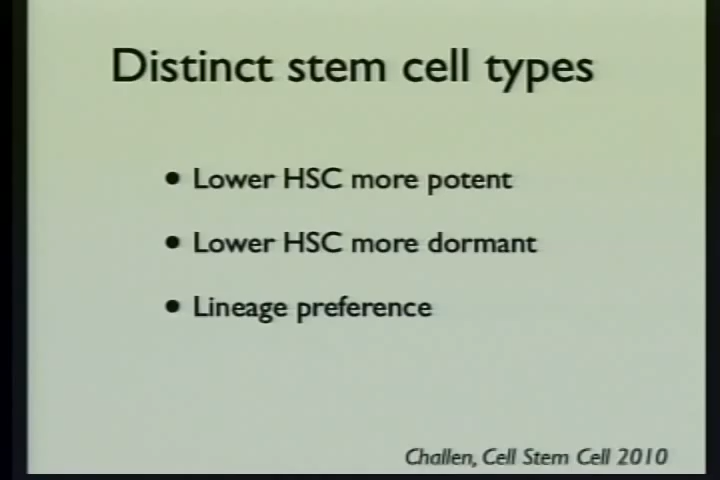 Distinct stem cell types
• Lower HSC more potent
• Lower HSC more dormant
• Lineage preference
Challen, Cell Stem Cell 2010